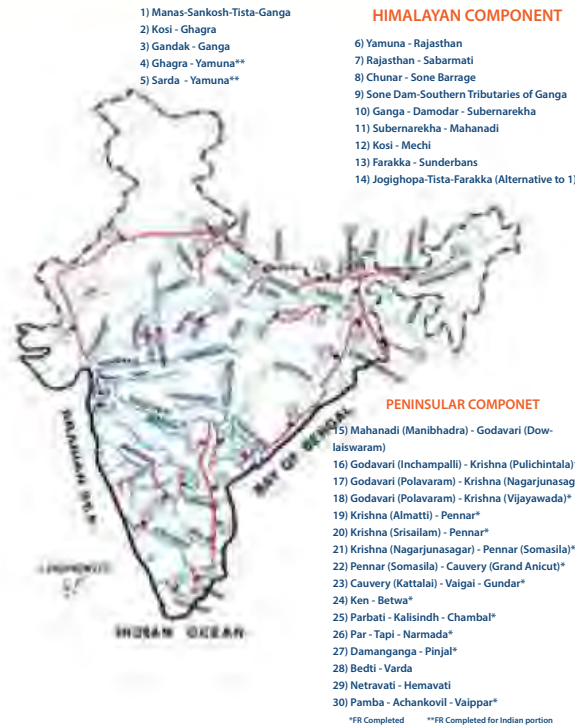 1) Manas-Sankosh-Tista-Ganga
2) Kosi - Ghagra
3) Gandak - Ganga
4) Ghagra - Yamuna**
5) Sarda - Yamuna**
HIMALAYAN COMPONENT
6) Yamuna - Rajasthan
7) Rajasthan - Sabarmati
8) Chunar - Sone Barrage
9) Sone Dam-Southern Tributaries of Ganga
10) Ganga - Damodar - Subernarekha
11) Subernarekha - Mahanadi
12) Kosi - Mechi
13) Farakka - Sunderbans
14) Jogighopa-Tista-Farakka (Alternative to 1)
ARABIAN SEA
BAY OF BENGAL
INDIAN OCEAN
PENINSULAR COMPONET
15) Mahanadi (Manibhadra) - Godavari (Dow-
laiswaram)
16) Godavari (Inchampalli) - Krishna (Pulichintala)
17) Godavari (Polavaram) - Krishna (Nagarjunasag
18) Godavari (Polavaram) - Krishna (Vijayawada)*
19) Krishna (Almatti) - Pennar*
20) Krishna (Srisailam) - Pennar*
21) Krishna (Nagarjunasagar) - Pennar (Somasila)*
22) Pennar (Somasila) - Cauvery (Grand Anicut)*
23) Cauvery (Kattalai) - Vaigai - Gundar*
24) Ken - Betwa*
25) Parbati - Kalisindh - Chambal*
26) Par - Tapi - Narmada*
27) Damanganga - Pinjal*
28) Bedti - Varda
29) Netravati - Hemavati
30) Pamba - Achankovil - Vaippar*
*FR Completed **FR Completed for Indian portion